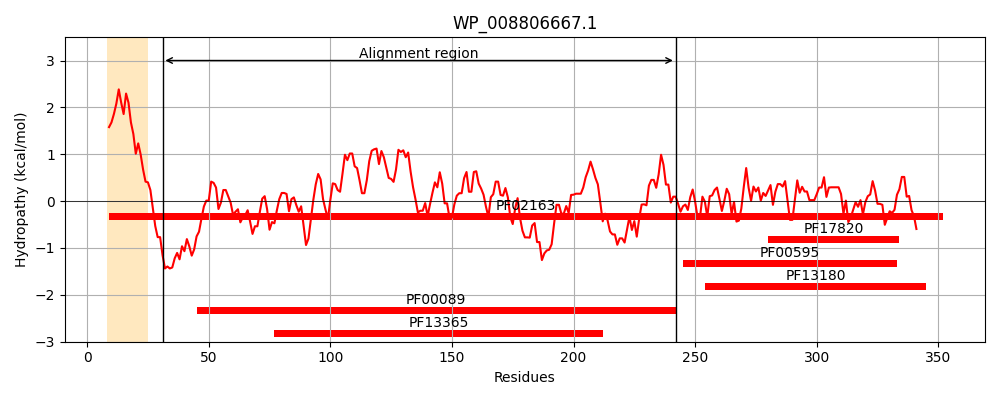 WP_008806667.1
Hydropathy (kcal/mol)
3
2
1
0
−1
−2
−3
Alignment region
PF02163
PF17820
PF00595
PF13180
PF00089
PF13365
0
50
100
150
200
250
300
350
Residues